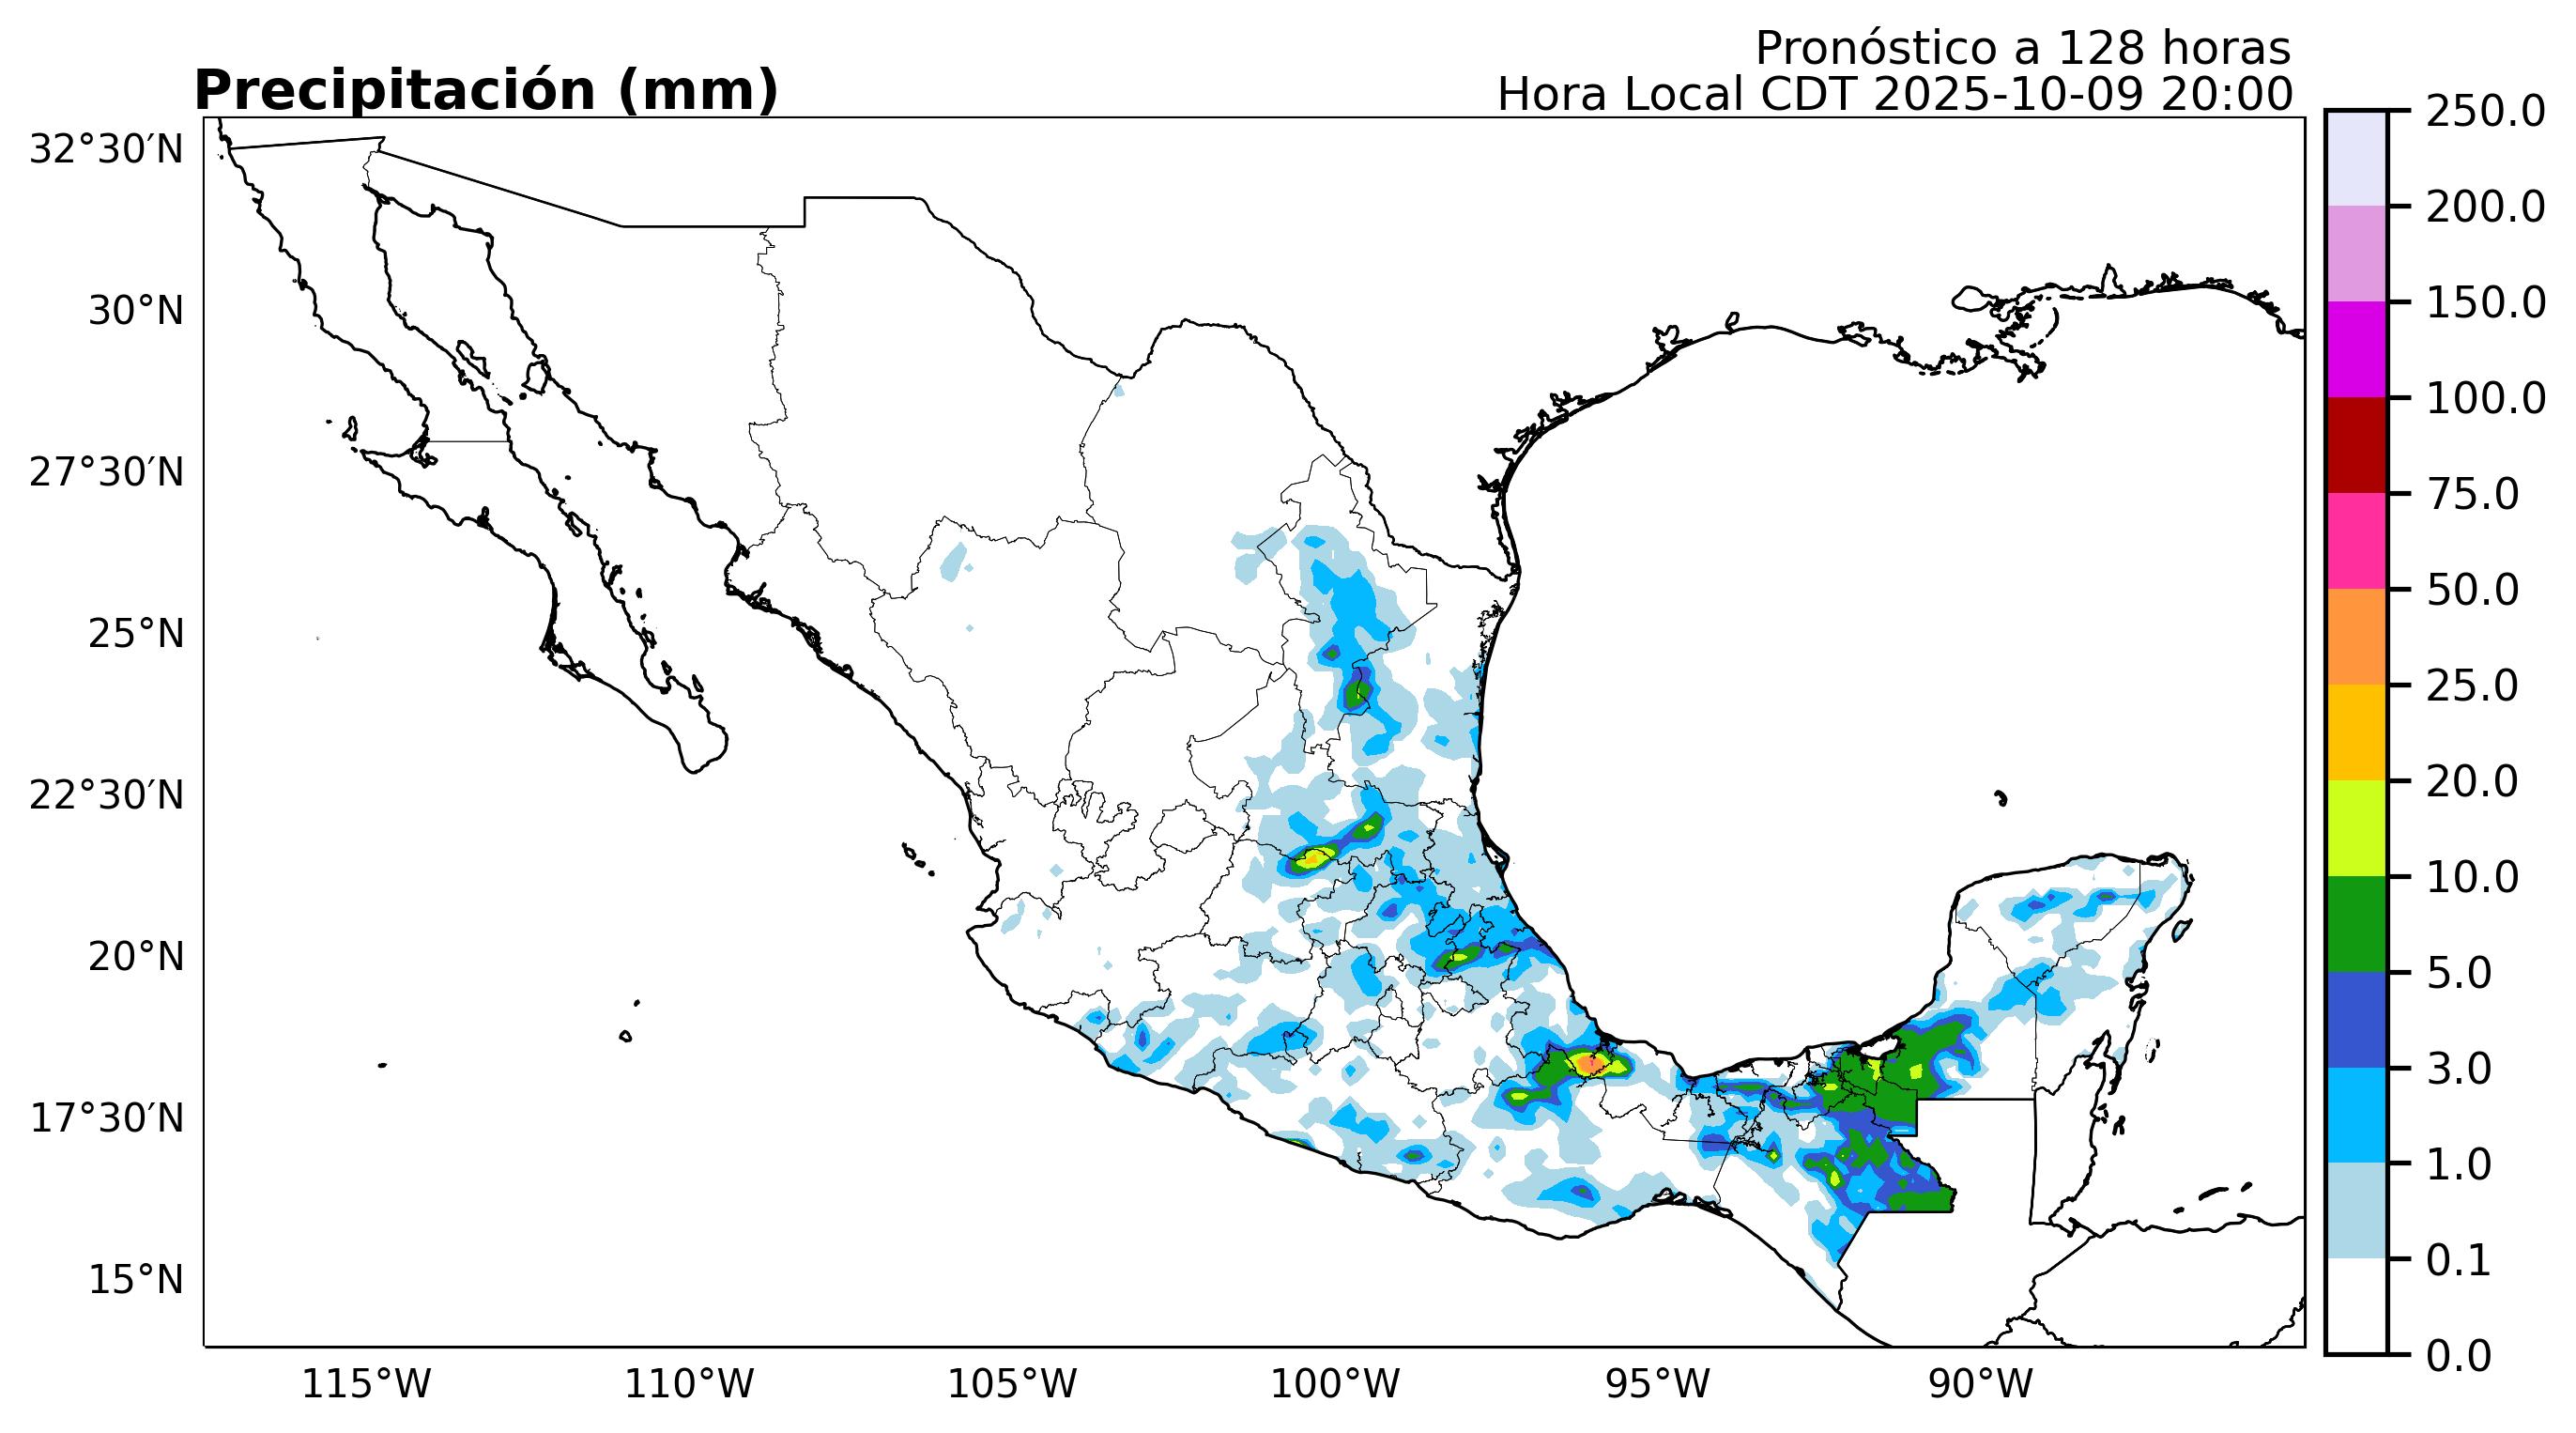 Pronóstico a 128 horas
Precipitación (mm)
Hora Local CDT 2025-10-09 20:00
32°30′N
30°N
27°30′N
25°N
22°30′N
20°N
17°30′N
15°N
115°W
110°W
105°W
100°W
95°W
90°W
250.0
200.0
150.0
100.0
75.0
50.0
25.0
20.0
10.0
5.0
3.0
1.0
0.1
0.0